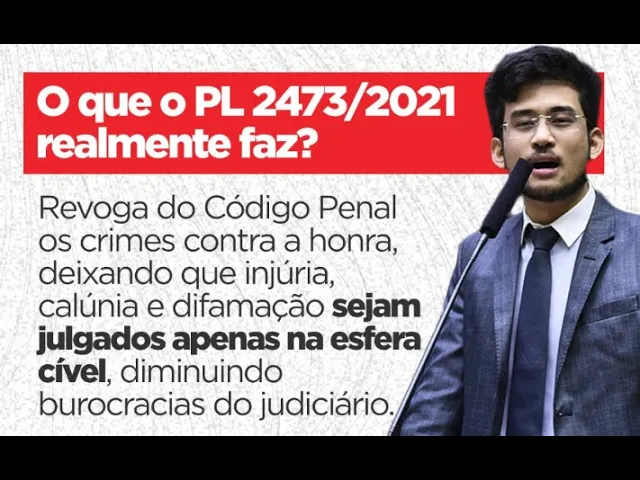 O que o PL 2473/2021
realmente faz?
Revoga do Código Penal
os crimes contra a honra,
deixando que injúria,
calúnia e difamação sejam
julgados apenas na esfera
cível, diminuindo
burocracias do judiciário.